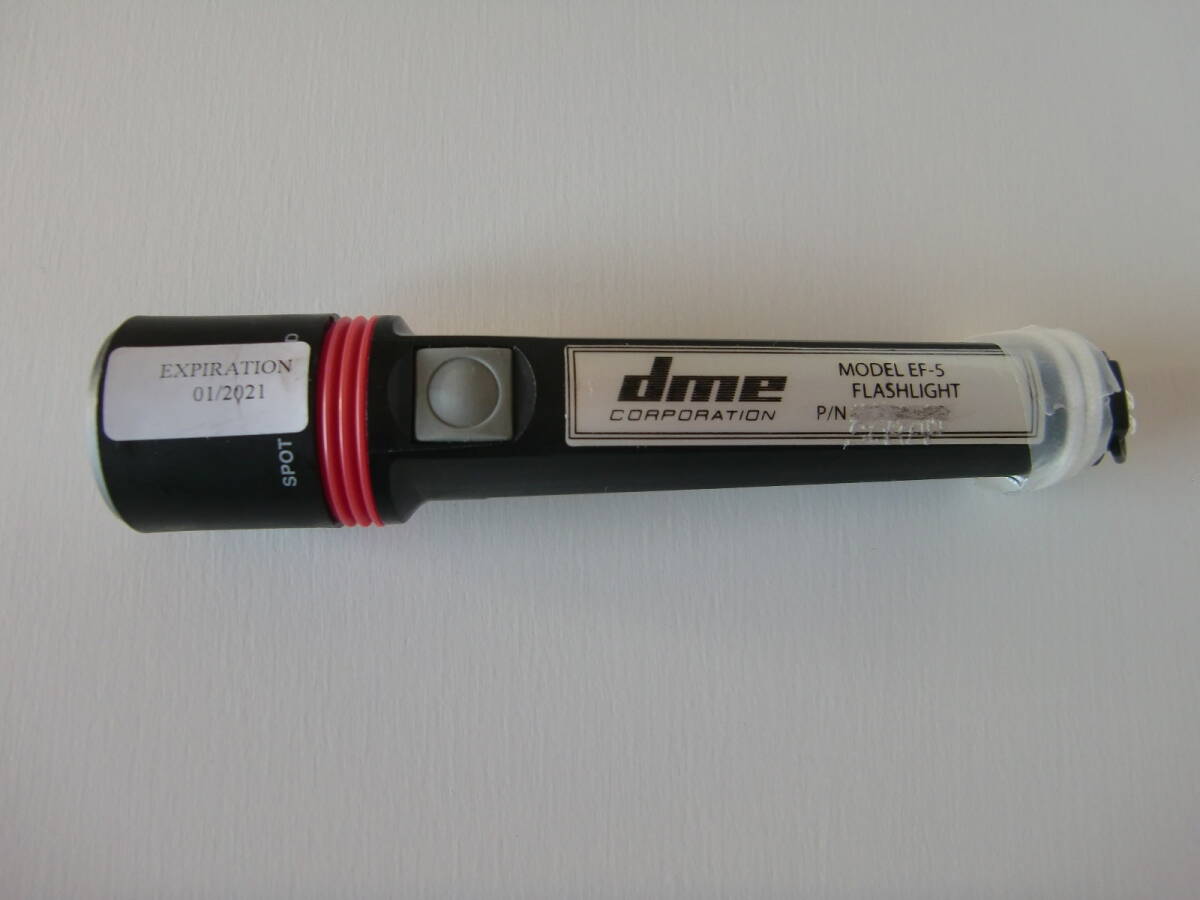 EXPIRATION
01/2021
SPOT
D
dme
CORPORATION
MODEL EF-5
FLASHLIGHT
P/N